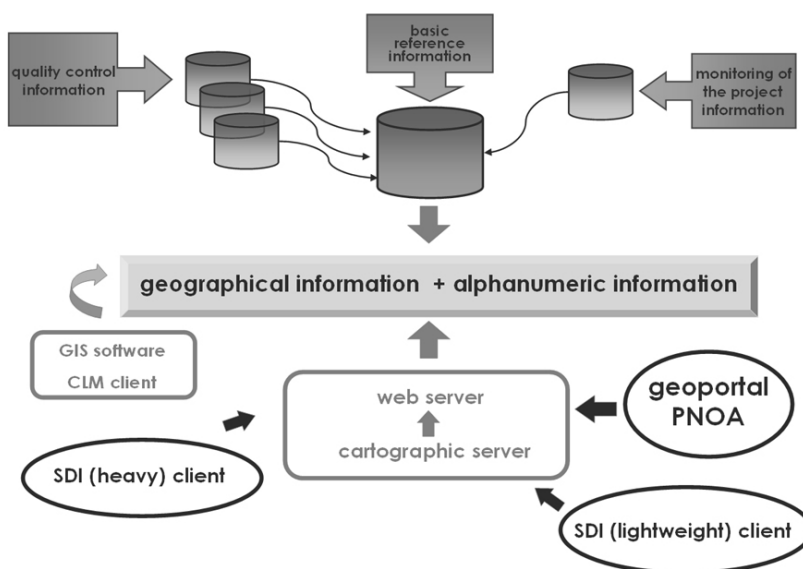 basic
reference
information
quality control
information
monitoring of
the project
information
geographical information + alphanumeric information
GIS software
CLM client
web server
cartographic server
geoportal
PNOA
SDI (heavy) client
SDI (lightweight) client